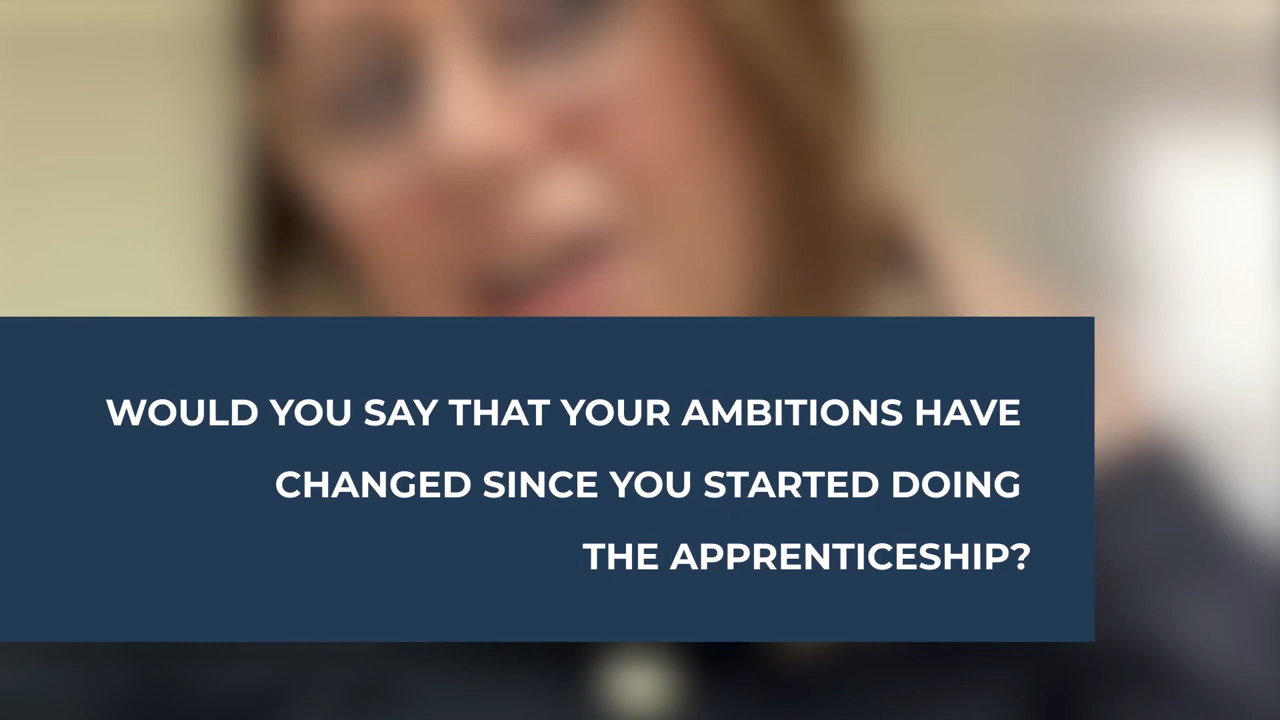 WOULD YOU SAY THAT YOUR AMBITIONS HAVE
CHANGED SINCE YOU STARTED DOING
THE APPRENTICESHIP?